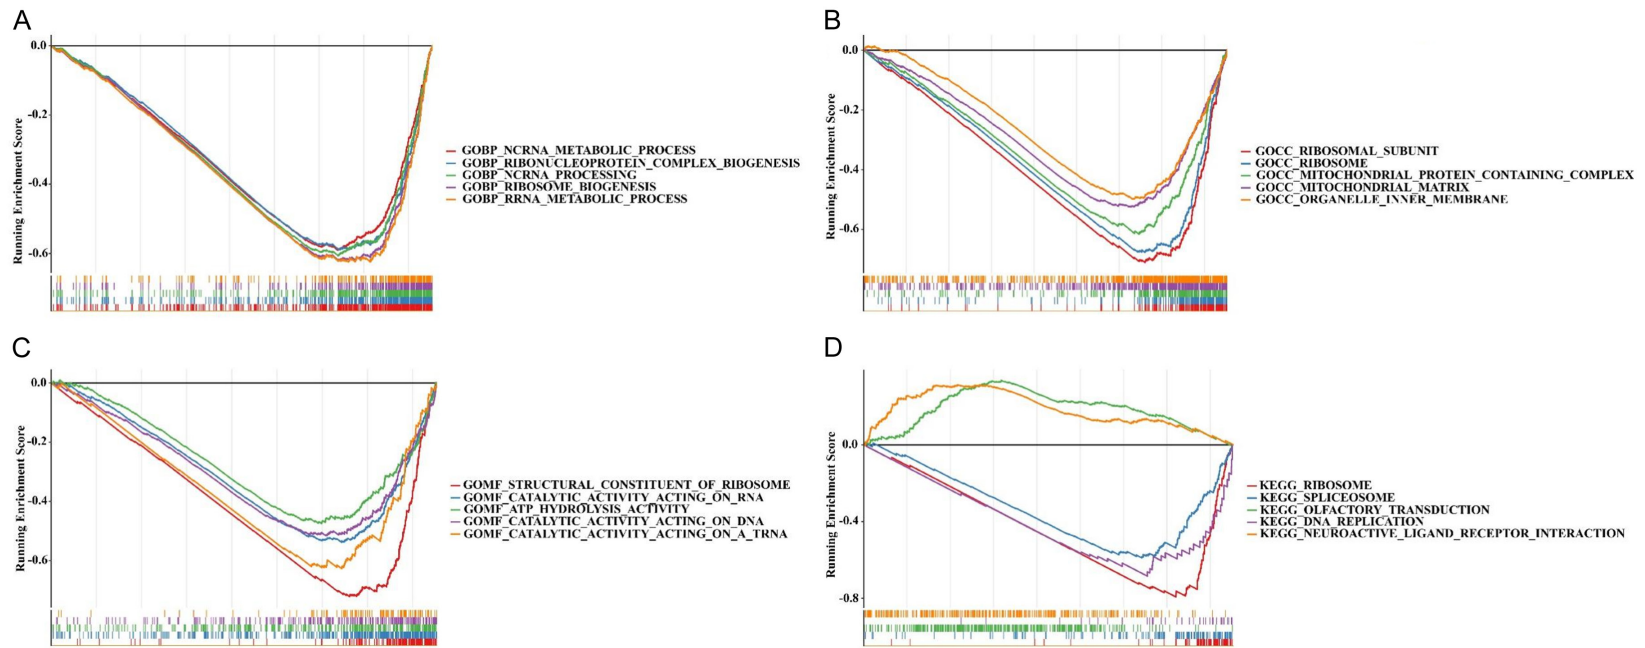 A
Running Enrichment Score
0.0
-0.2
-0.4
-0.6
GOBP_NCRNA_METABOLIC_PROCESS
GOBP_RIBONUCLEOPROTEIN_COMPLEX_BIOGENESIS
GOBP_NCRNA_PROCESSING
GOBP_RIBOSOME_BIOGENESIS
GOBP_RRNA_METABOLIC_PROCESS
B
Running Enrichment Score
0.0
-0.2
-0.4
-0.6
GOCC_RIBOSOMAL_SUBUNIT
GOCC_RIBOSOME
GOCC_MITOCHONDRIAL_PROTEIN_CONTAINING_COMPLEX
GOCC_MITOCHONDRIAL_MATRIX
GOCC_ORGANELLE_INNER_MEMBRANE
C
Running Enrichment Score
0.0
-0.2
-0.4
-0.6
GOMF_STRUCTURAL_CONSTITUENT_OF_RIBOSOME
GOMF_CATALYTIC_ACTIVITY_ACTING_ON_RNA
GOMF_ATP_HYDROLYSIS_ACTIVITY
GOMF_CATALYTIC_ACTIVITY_ACTING_ON_DNA
GOMF_CATALYTIC_ACTIVITY_ACTING_ON_A_TRNA
D
Running Enrichment Score
0.0
-0.4
-0.8
KEGG_RIBOSOME
KEGG_SPLICEOSOME
KEGG_OLFACTORY_TRANSDUCTION
KEGG_DNA_REPLICATION
KEGG_NEUROACTIVE_LIGAND_RECEPTOR_INTERACTION